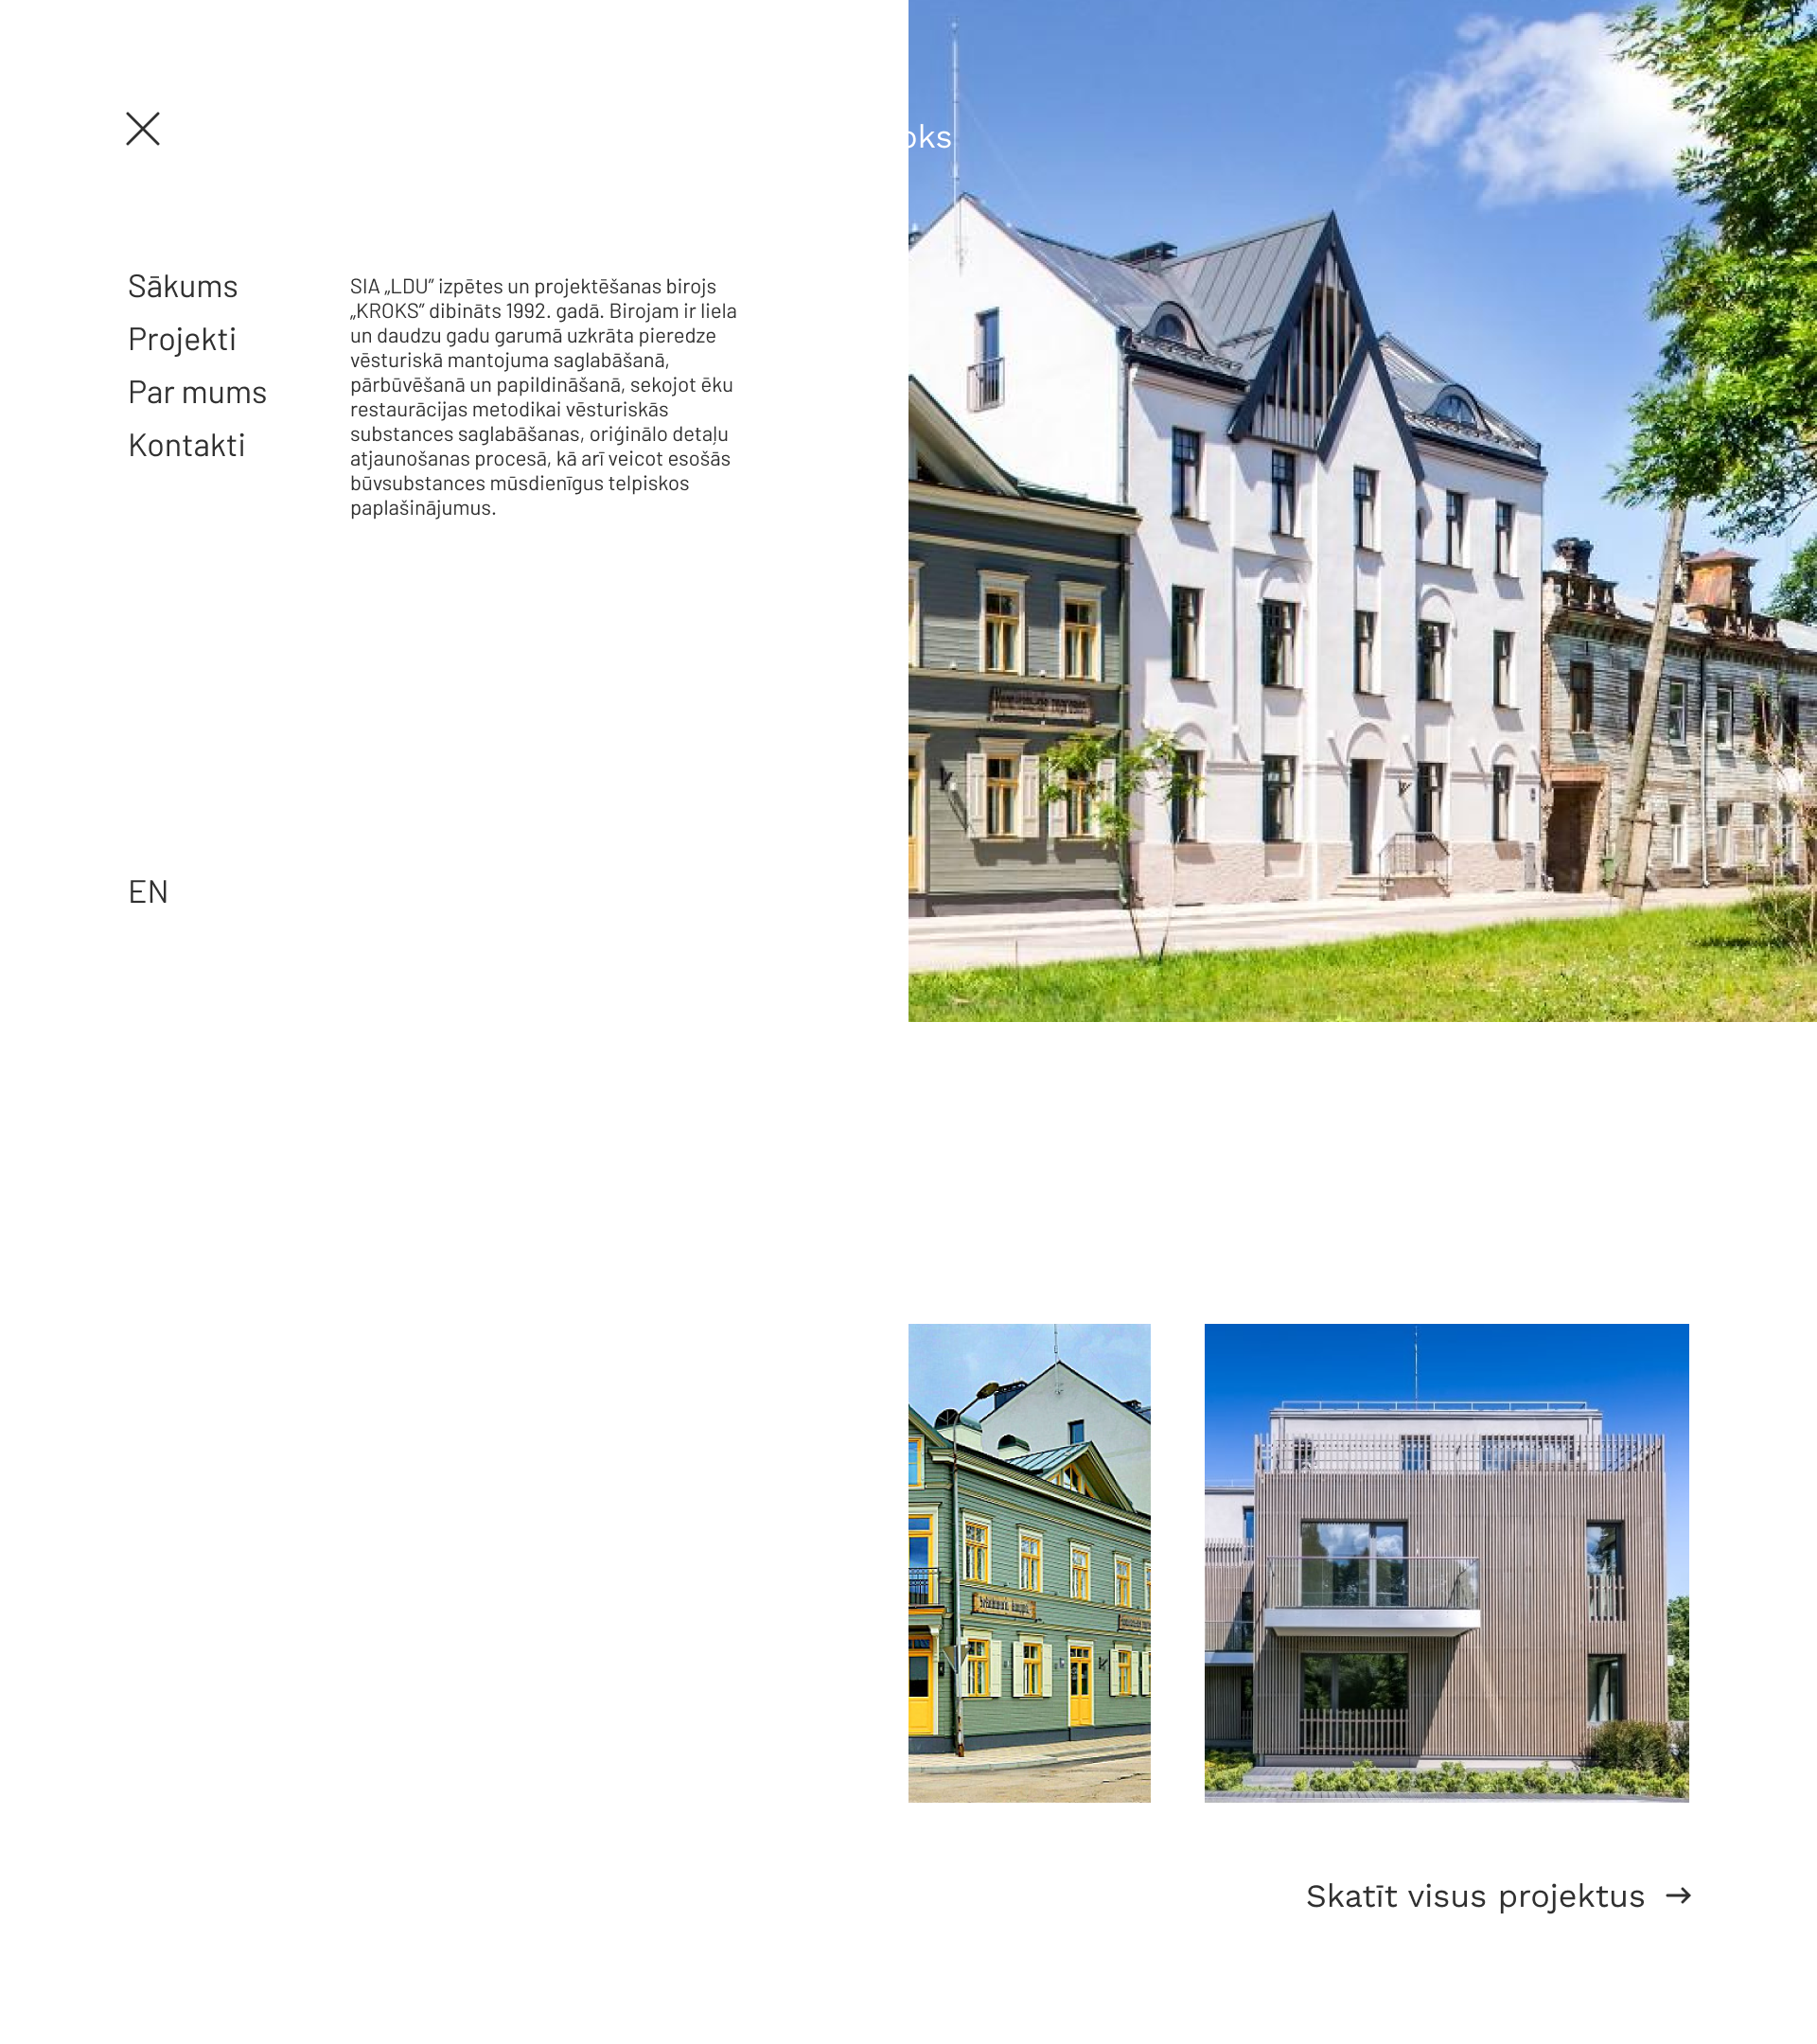 oks
Sākums
Projekti
Par mums
Kontakti
SIA „LDU” izpētes un projektēšanas birojs
„KROKS” dibināts 1992. gadā. Birojam ir liela
un daudzu gadu garumā uzkrāta pieredze
vēsturiskā mantojuma saglabāšanā,
pārbūvēšanā un papildināšanā, sekojot ēku
restaurācijas metodikai vēsturiskās
substances saglabāšanas, oriģinālo detaļu
atjaunošanas procesā, kā arī veicot esošās
būvsubstances mūsdienīgus telpiskos
paplašinājumus.
EN
Skatīt visus projektus →